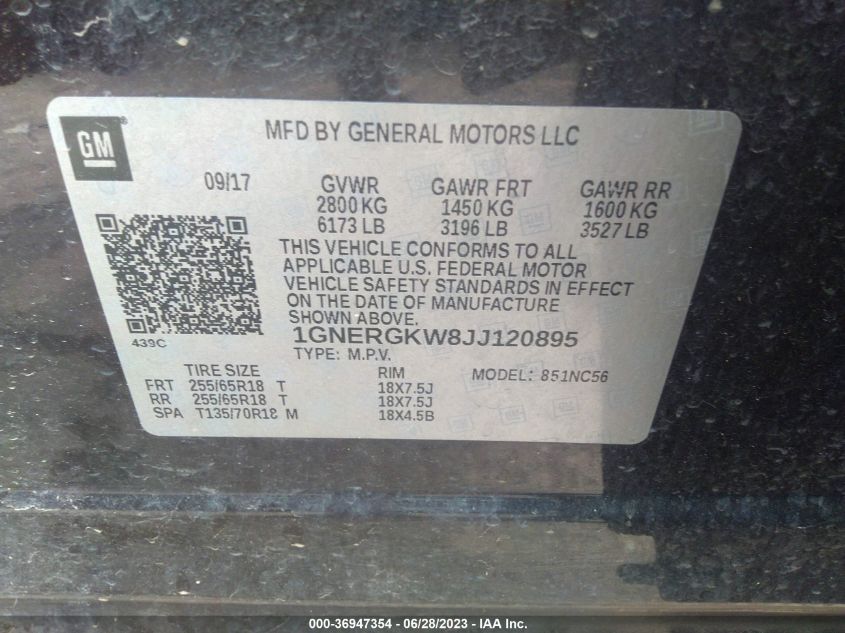 GM
MFD BY GENERAL MOTORS LLC
09/17 GVWR GAWR FRT GAWR RR
2800 KG 1450 KG 1600 KG
6173 LB 3196 LB 3527 LB
THIS VEHICLE CONFORMS TO ALL
APPLICABLE U.S. FEDERAL MOTOR
VEHICLE SAFETY STANDARDS IN EFFECT
ON THE DATE OF MANUFACTURE
SHOWN ABOVE.
439C
1GNERGKW8JJ120895
TYPE: M.P.V.
TIRE SIZE RIM MODEL: 851NC56
FRT 255/65R18 T 18X7.5J
RR 255/65R18 T 18X7.5J
SPA T135/70R18 M 18X4.5B
000-36947354 - 06/28/2023 - IAA Inc.